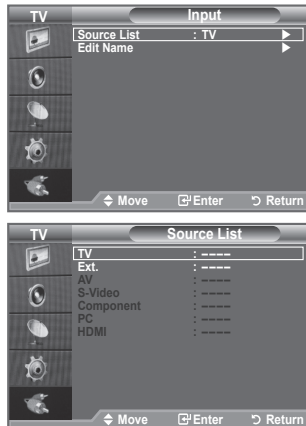 TV Input
Source List : TV ▶
Edit Name ▶
Move Enter Return
TV Source List
TV : ----
Ext. : ----
AV : ----
S-Video : ----
Component : ----
PC : ----
HDMI : ----
Move Enter Return